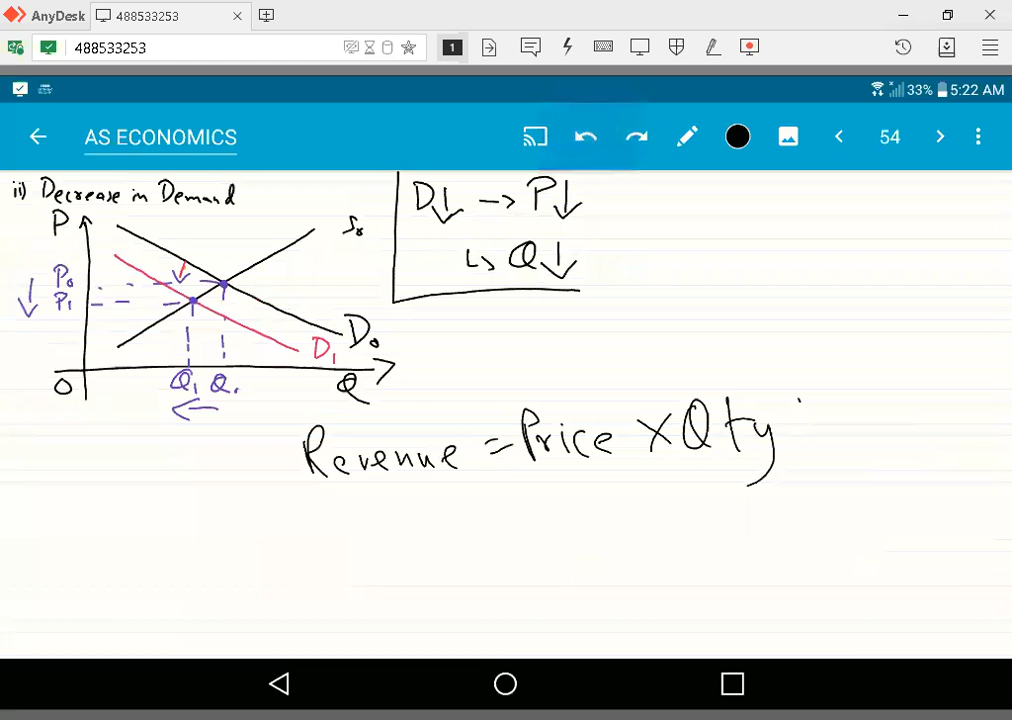 AnyDesk 488533253
488533253 1
33% 5:22 AM
AS ECONOMICS 54
ii) Decrease in Demand
P
S₀
P₀
P₁
D₀
D₁
O Q₁ Q₀ Q
D↓ → P↓
↳ Q↓
Revenue = Price X Qty